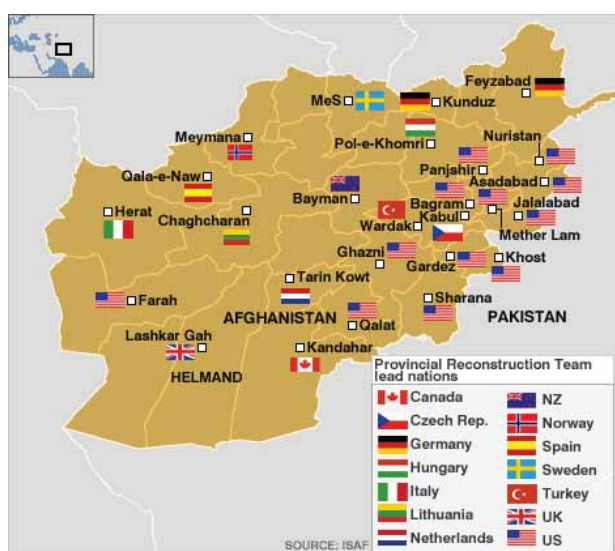 Feyzabad
MeS
Kunduz
Meymana
Pol-e-Khomri
Nuristan
Panjshir
Qala-e-Naw
Asadabad
Bayman
Bagram
Jalalabad
Herat
Chaghcharan
Wardak
Kabul
Mether Lam
Ghazni
Gardez
Khost
Tarin Kowt
Farah
AFGHANISTAN
Sharana
PAKISTAN
Qalat
Lashkar Gah
Kandahar
HELMAND
Provincial Reconstruction Team
lead nations
Canada
Czech Rep.
Germany
Hungary
Italy
Lithuania
Netherlands
NZ
Norway
Spain
Sweden
Turkey
UK
US
SOURCE: ISAF